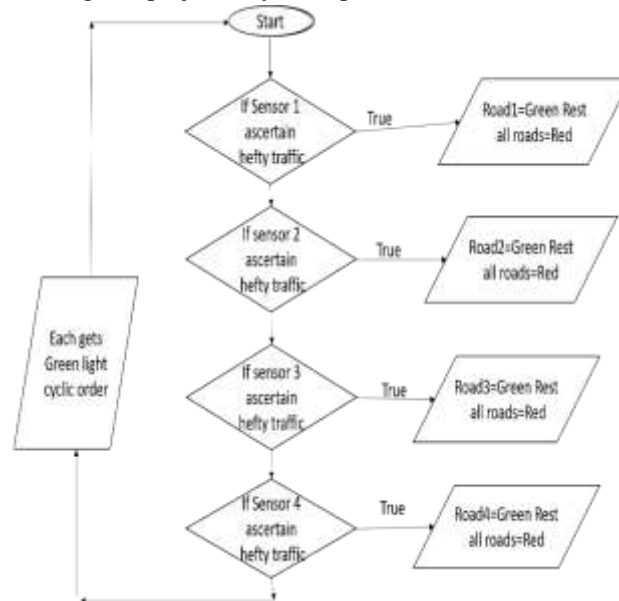 Start
If Sensor 1
ascertain
hefty traffic
True
Road1=Green Rest
all roads=Red
If sensor 2
ascertain
hefty traffic
True
Road2=Green Rest
all roads=Red
Each gets
Green light
cyclic order
If sensor 3
ascertain
hefty traffic
True
Road3=Green Rest
all roads=Red
If Sensor 4
ascertain
hefty traffic
True
Road4=Green Rest
all roads=Red